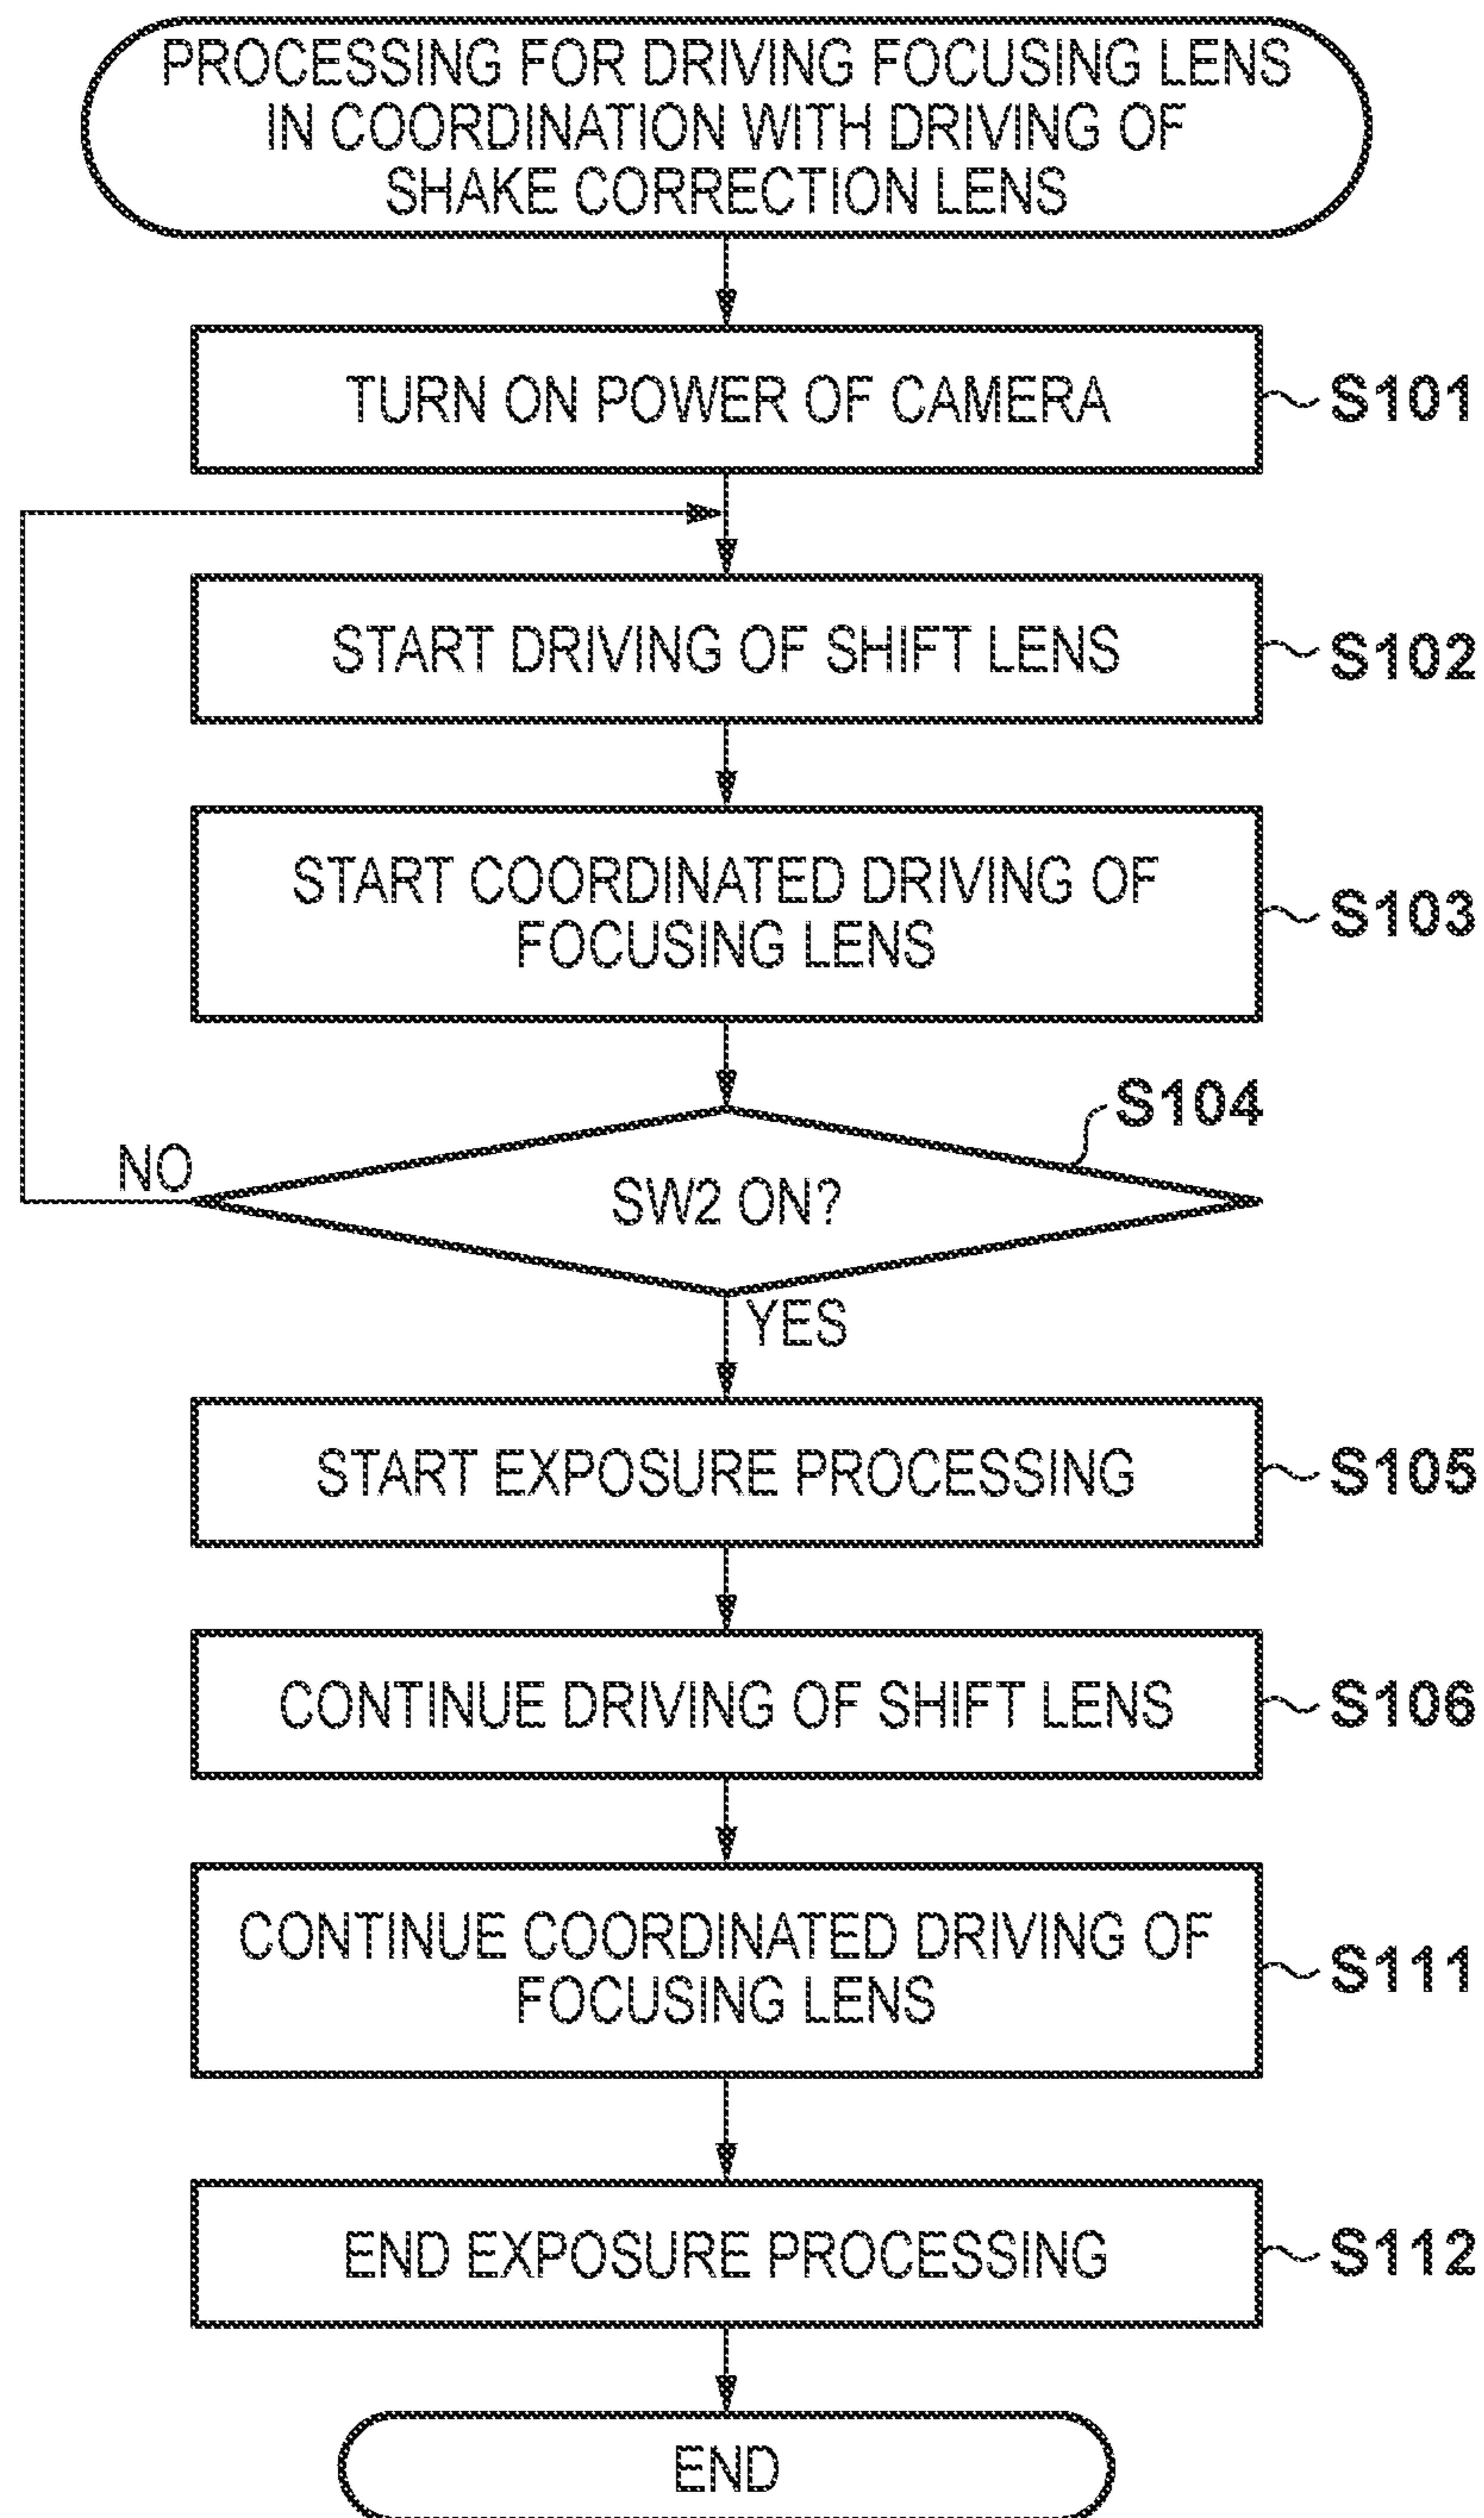 PROCESSING FOR DRIVING FOCUSING LENS
IN COORDINATION WITH DRIVING OF
SHAKE CORRECTION LENS
TURN ON POWER OF CAMERA
S101
START DRIVING OF SHIFT LENS
S102
START COORDINATED DRIVING OF
FOCUSING LENS
S103
S104
NO
SW2 ON?
YES
START EXPOSURE PROCESSING
S105
CONTINUE DRIVING OF SHIFT LENS
S106
CONTINUE COORDINATED DRIVING OF
FOCUSING LENS
S111
END EXPOSURE PROCESSING
S112
END